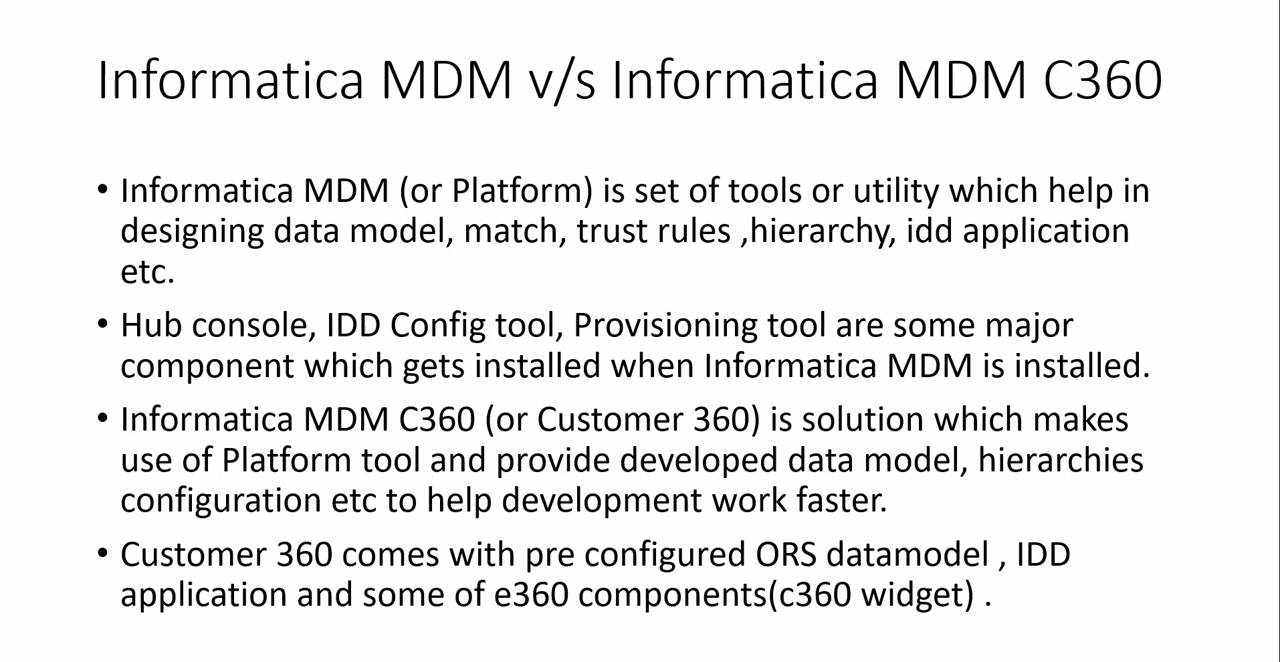 Informatica MDM v/s Informatica MDM C360
• Informatica MDM (or Platform) is set of tools or utility which help in
designing data model, match, trust rules ,hierarchy, idd application
etc.
• Hub console, IDD Config tool, Provisioning tool are some major
component which gets installed when Informatica MDM is installed.
• Informatica MDM C360 (or Customer 360) is solution which makes
use of Platform tool and provide developed data model, hierarchies
configuration etc to help development work faster.
• Customer 360 comes with pre configured ORS datamodel , IDD
application and some of e360 components(c360 widget) .